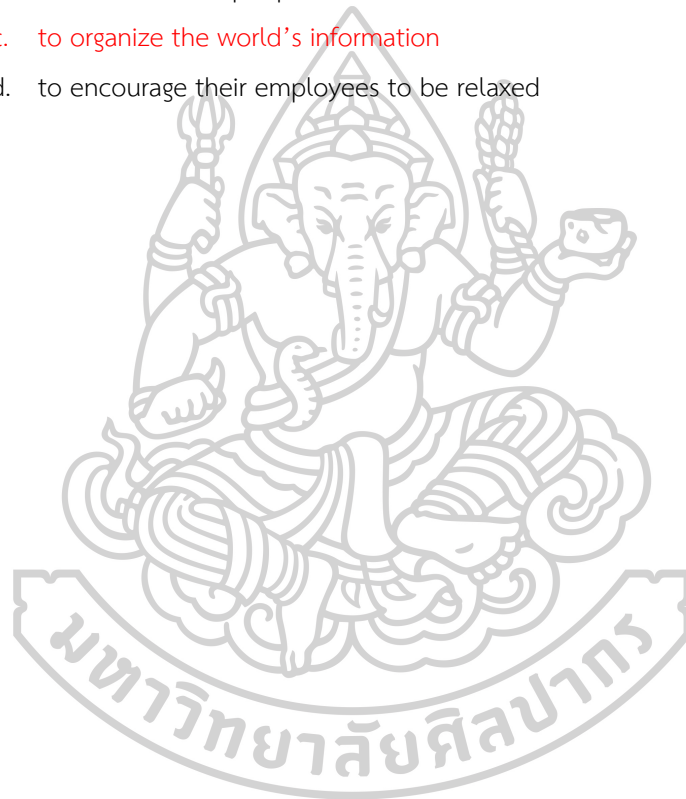 c. to organize the world's information
d. to encourage their employees to be relaxed
มหาวิทยาลัยศิลปากร